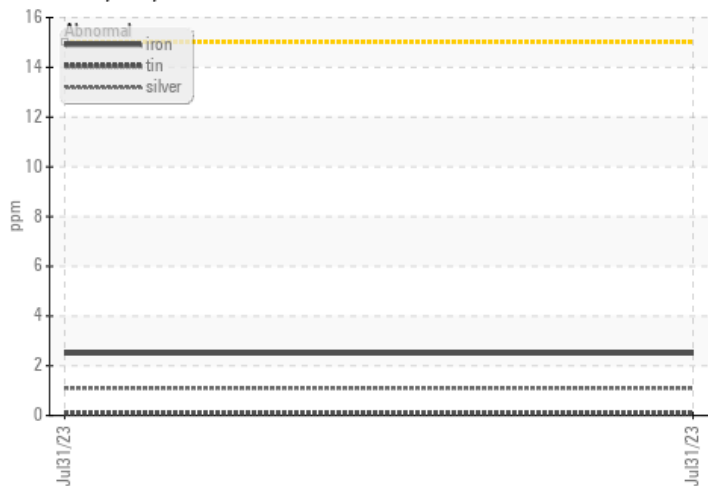 16
Abnormal
iron
14
tin
silver
12
10
ppm
8
6
4
2
0
Jul31/23
Jul31/23